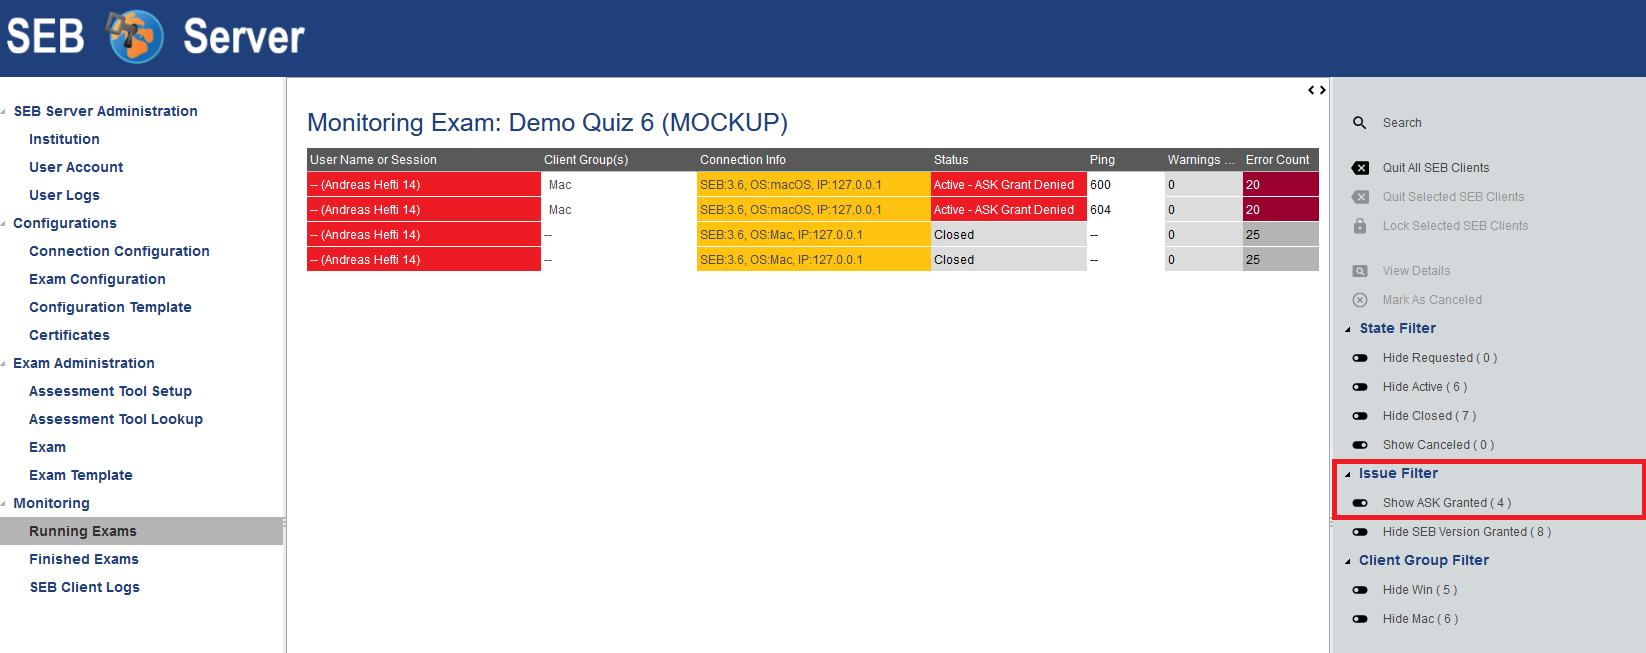 SEB Server
SEB Server Administration
Institution
User Account
User Logs
Configurations
Connection Configuration
Exam Configuration
Configuration Template
Certificates
Exam Administration
Assessment Tool Setup
Assessment Tool Lookup
Exam
Exam Template
Monitoring
Running Exams
Finished Exams
SEB Client Logs
Monitoring Exam: Demo Quiz 6 (MOCKUP)
User Name or Session Client Group(s) Connection Info Status Ping Warnings ... Error Count
-- (Andreas Hefti 14) Mac SEB:3.6, OS:macOS, IP:127.0.0.1 Active - ASK Grant Denied 600 0 20
-- (Andreas Hefti 14) Mac SEB:3.6, OS:macOS, IP:127.0.0.1 Active - ASK Grant Denied 604 0 20
-- (Andreas Hefti 14) -- SEB:3.6, OS:Mac, IP:127.0.0.1 Closed -- 0 25
-- (Andreas Hefti 14) -- SEB:3.6, OS:Mac, IP:127.0.0.1 Closed -- 0 25
Search
Quit All SEB Clients
Quit Selected SEB Clients
Lock Selected SEB Clients
View Details
Mark As Canceled
State Filter
Hide Requested ( 0 )
Hide Active ( 6 )
Hide Closed ( 7 )
Show Canceled ( 0 )
Issue Filter
Show ASK Granted ( 4 )
Hide SEB Version Granted ( 8 )
Client Group Filter
Hide Win ( 5 )
Hide Mac ( 6 )